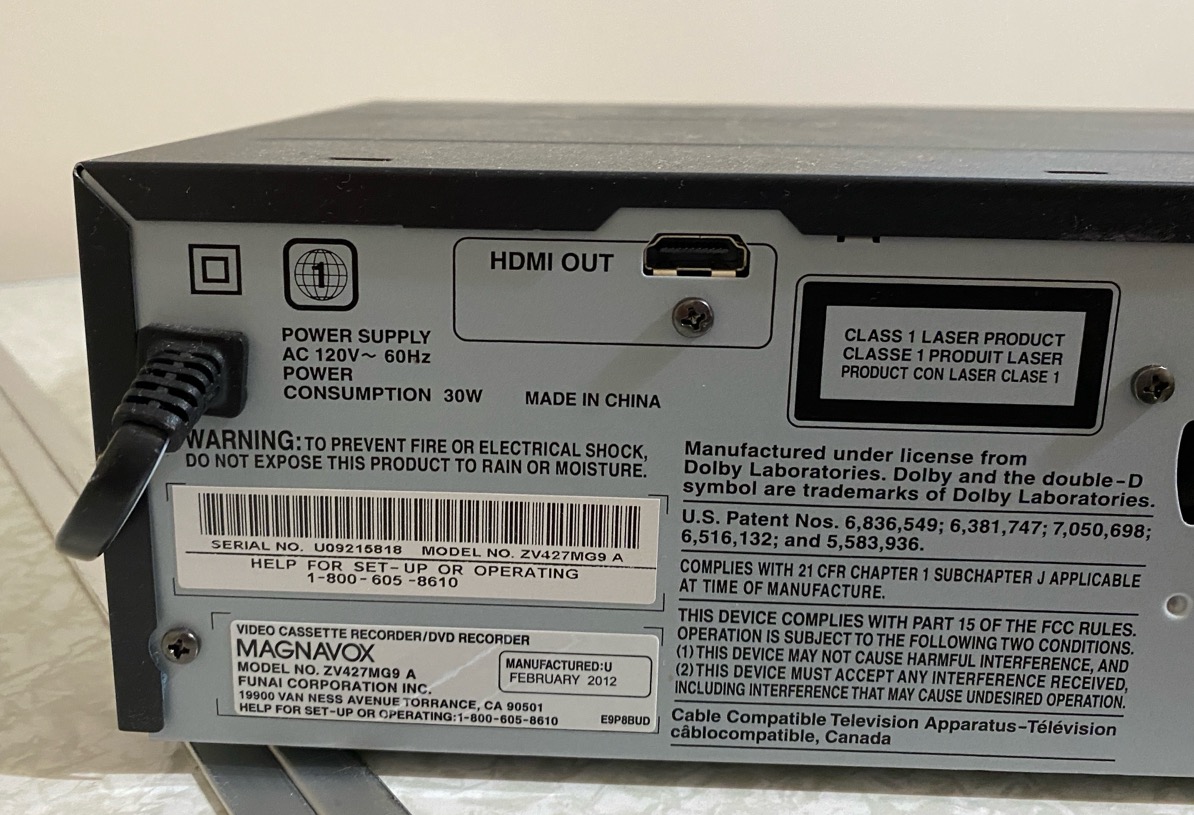 1
HDMI OUT
POWER SUPPLY
AC 120V~ 60Hz
POWER
CONSUMPTION 30W
MADE IN CHINA
CLASS 1 LASER PRODUCT
CLASSE 1 PRODUIT LASER
PRODUCT CON LASER CLASE 1
WARNING: TO PREVENT FIRE OR ELECTRICAL SHOCK,
DO NOT EXPOSE THIS PRODUCT TO RAIN OR MOISTURE.
SERIAL NO. U09215818 MODEL NO. ZV427MG9 A
HELP FOR SET-UP OR OPERATING
1-800-605-8610
VIDEO CASSETTE RECORDER/DVD RECORDER
MAGNAVOX
MODEL NO. ZV427MG9 A
FUNAI CORPORATION INC.
19900 VAN NESS AVENUE TORRANCE, CA 90501
HELP FOR SET-UP OR OPERATING:1-800-605-8610
MANUFACTURED:U
FEBRUARY 2012
E9P8BUD
Manufactured under license from
Dolby Laboratories. Dolby and the double-D
symbol are trademarks of Dolby Laboratories.
U.S. Patent Nos. 6,836,549; 6,381,747; 7,050,698;
6,516,132; and 5,583,936.
COMPLIES WITH 21 CFR CHAPTER 1 SUBCHAPTER J APPLICABLE
AT TIME OF MANUFACTURE.
THIS DEVICE COMPLIES WITH PART 15 OF THE FCC RULES.
OPERATION IS SUBJECT TO THE FOLLOWING TWO CONDITIONS.
(1) THIS DEVICE MAY NOT CAUSE HARMFUL INTERFERENCE, AND
(2) THIS DEVICE MUST ACCEPT ANY INTERFERENCE RECEIVED,
INCLUDING INTERFERENCE THAT MAY CAUSE UNDESIRED OPERATION.
Cable Compatible Television Apparatus-Télévision
câblocompatible, Canada